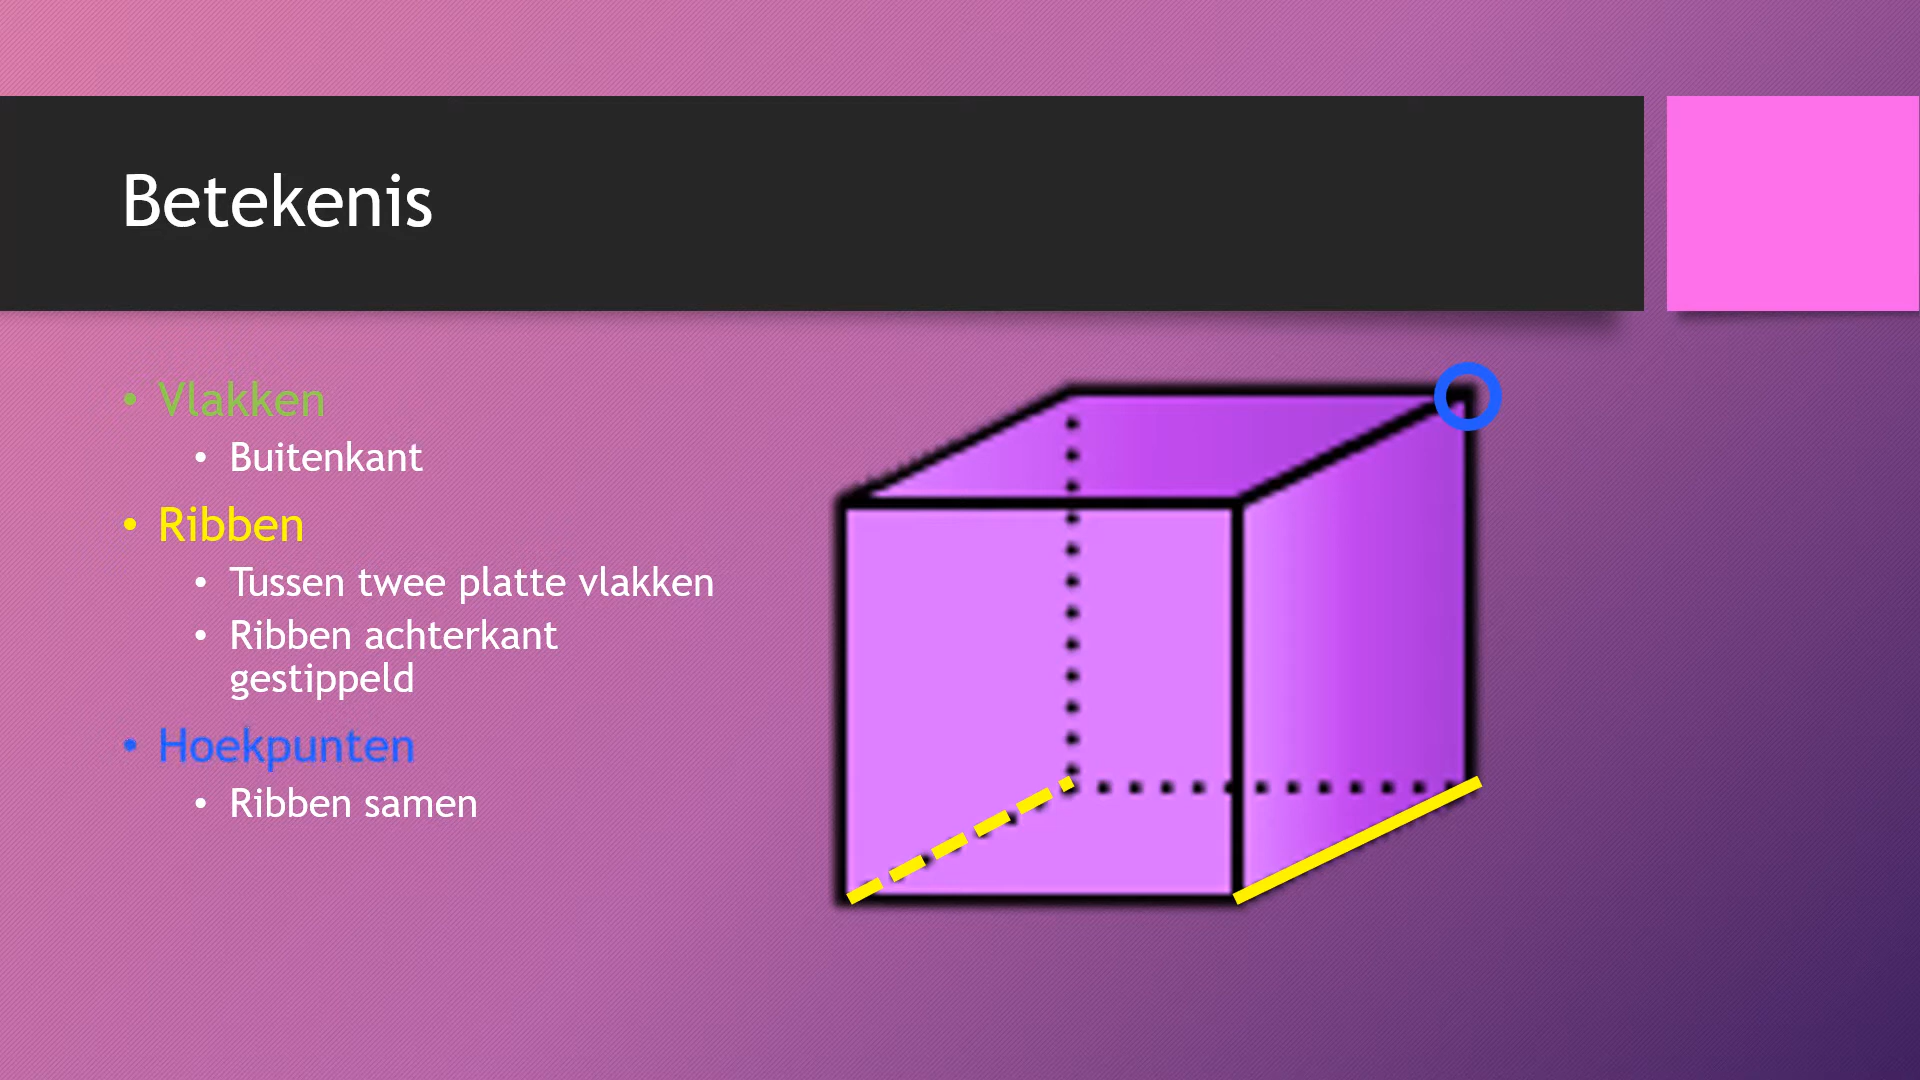 Betekenis
• Vlakken
• Buitenkant
• Ribben
• Tussen twee platte vlakken
• Ribben achterkant
gestippeld
• Hoekpunten
• Ribben samen